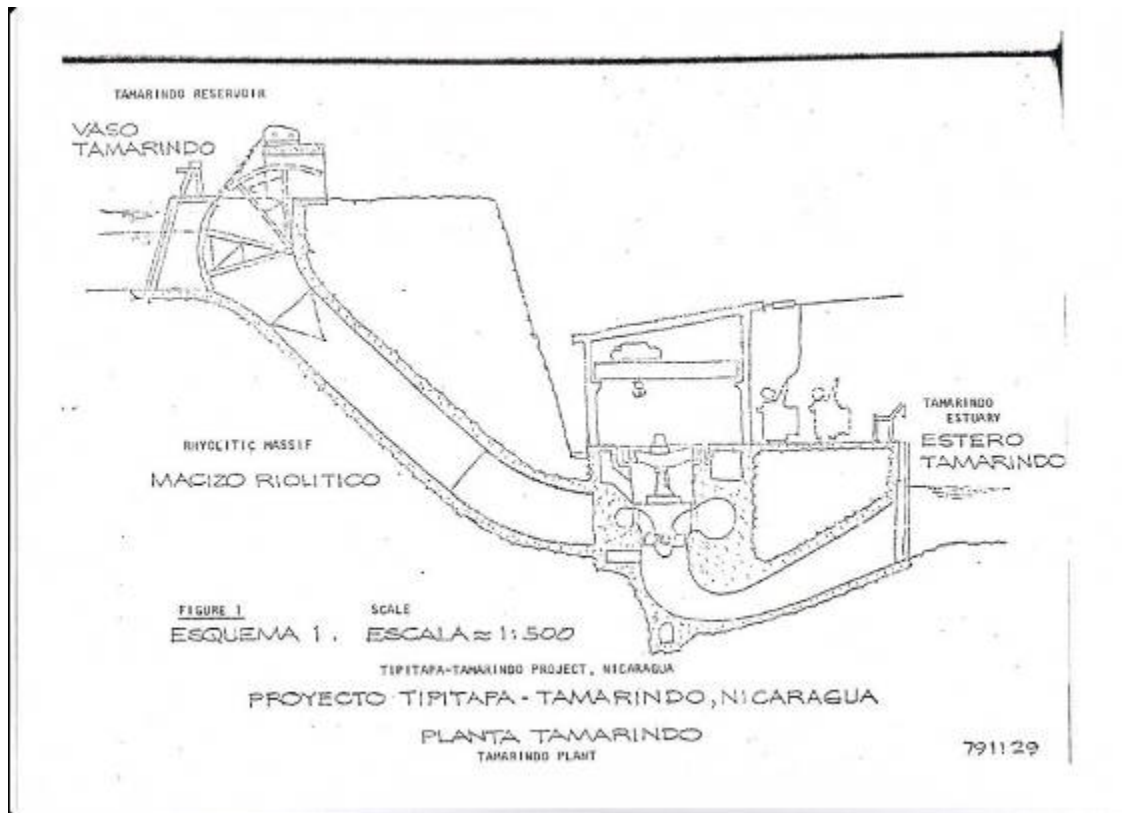 TAMARINDO RESERVOIR
VASO
TAMARINDO
TAMARINDO
ESTUARY
ESTERO
TAMARINDO
RHYOLITIC MASSIF
MACIZO RIOLITICO
FIGURE 1
SCALE
ESQUEMA 1. ESCALA ≈ 1:500
TIPITAPA-TAMARINDO PROJECT, NICARAGUA
PROYECTO TIPITAPA-TAMARINDO, NICARAGUA
PLANTA TAMARINDO
TAMARINDO PLANT
791129